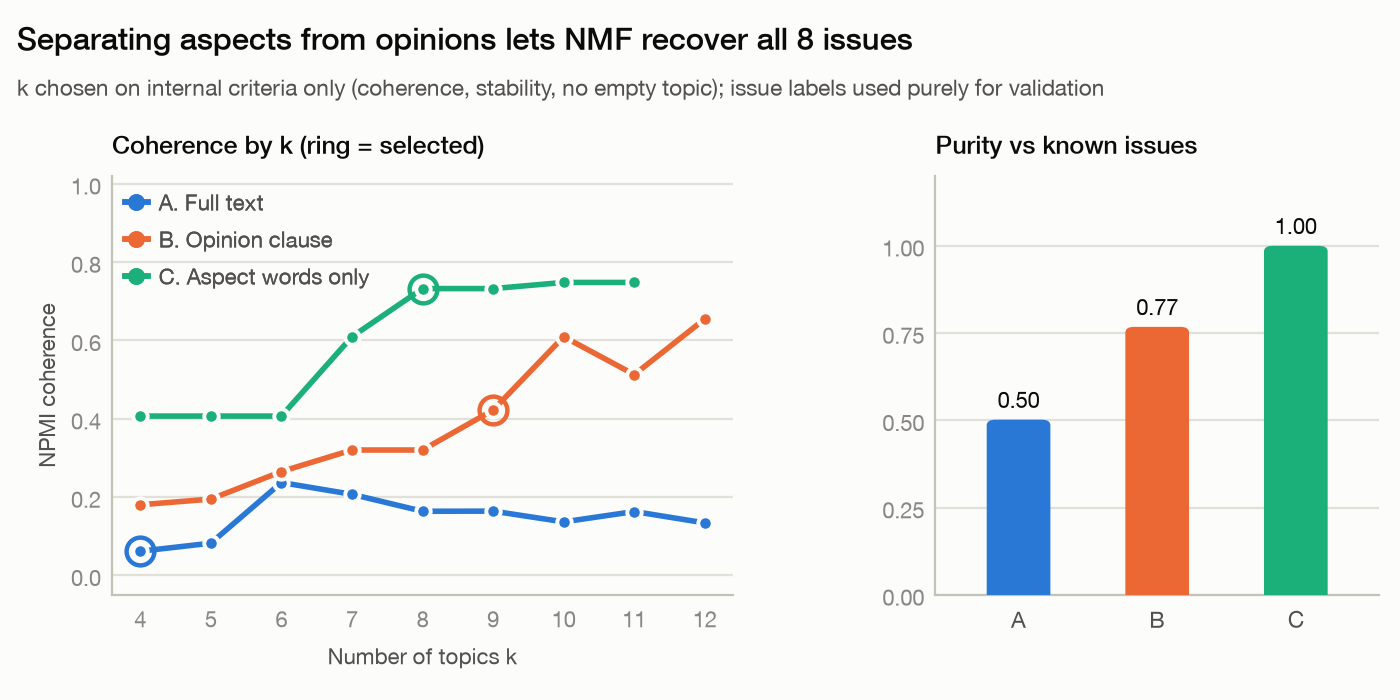 Separating aspects from opinions lets NMF recover all 8 issues
k chosen on internal criteria only (coherence, stability, no empty topic); issue labels used purely for validation
Coherence by k (ring = selected)
1.0
0.8
0.6
0.4
0.2
0.0
NPMI coherence
A. Full text
B. Opinion clause
C. Aspect words only
4 5 6 7 8 9 10 11 12
Number of topics k
Purity vs known issues
1.00
0.75
0.50
0.25
0.00
0.50
0.77
1.00
A B C